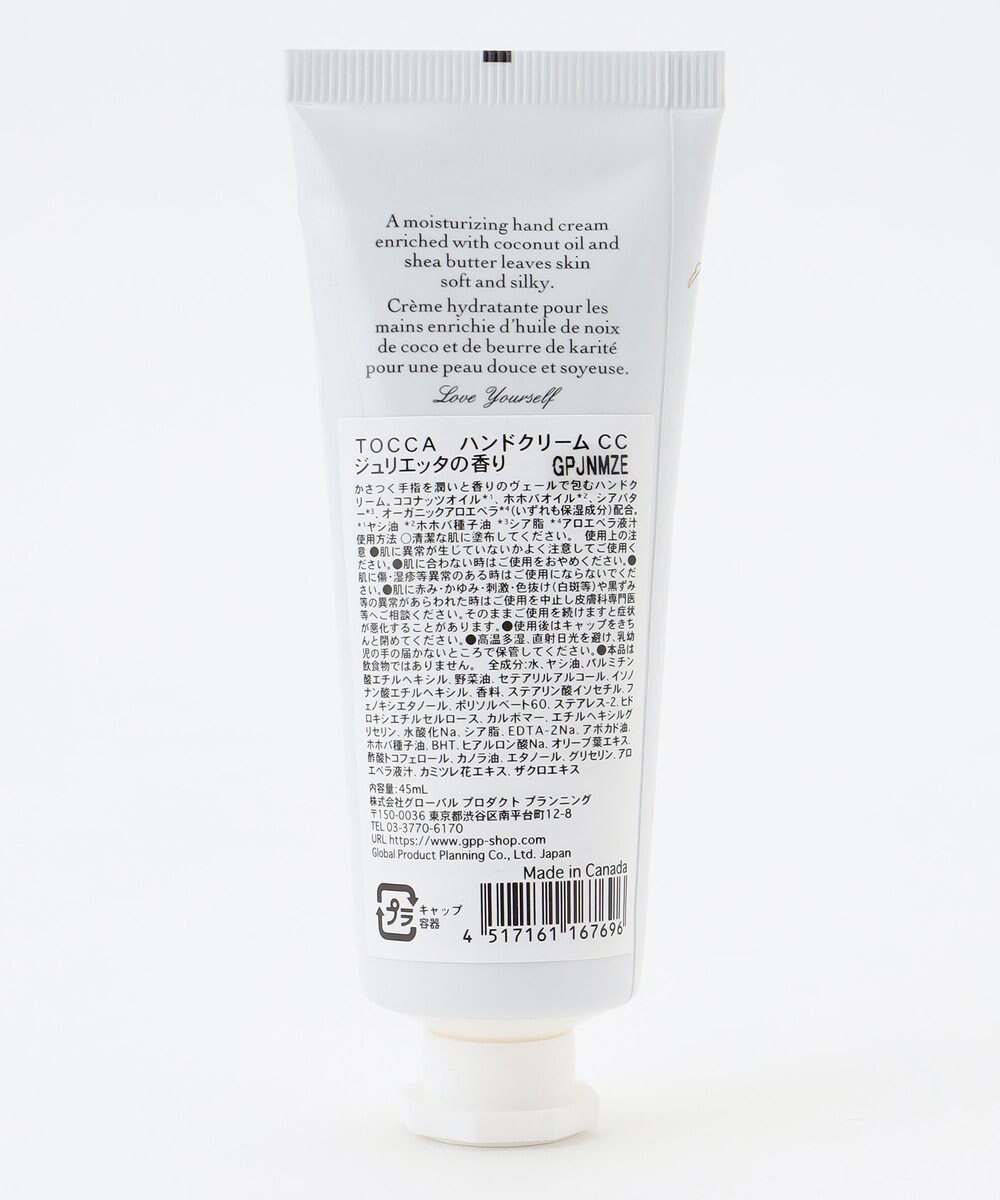 A moisturizing hand cream
enriched with coconut oil and
shea butter leaves skin
soft and silky.
Crème hydratante pour les
mains enrichie d'huile de noix
de coco et de beurre de karité
pour une peau douce et soyeuse.
Love Yourself
TOCCA ハンドクリーム CC
ジュリエッタの香り GPJNMZE
かさつく手指を潤いと香りのヴェールで包むハンドク
リーム。ココナッツオイル*1、ホホバオイル*2、シアバタ
ー*3、オーガニックアロエベラ*4(いずれも保湿成分)配合。
*1ヤシ油 *2ホホバ種子油 *3シア脂 *4アロエベラ液汁
使用方法 ○清潔な肌に塗布してください。 使用上の注
意 ●肌に異常が生じていないかよく注意してご使用く
ださい。●肌に合わない時はご使用をおやめください。●
肌に傷・湿疹等異常のある時はご使用にならないでくだ
さい。●肌に赤み・かゆみ・刺激・色抜け(白斑等)や黒ずみ
等の異常があらわれた時はご使用を中止し皮膚科専門医
等へご相談ください。そのままご使用を続けますと症状
が悪化することがあります。●使用後はキャップをきち
んと閉めてください。●高温多湿、直射日光を避け、乳幼
児の手の届かないところで保管してください。●本品は
飲食物ではありません。 全成分:水、ヤシ油、パルミチン
酸エチルヘキシル、野菜油、セテアリルアルコール、イソノ
ナン酸エチルヘキシル、香料、ステアリン酸イソセチル、フ
ェノキシエタノール、ポリソルベート60、ステアレス-2、ヒド
ロキシエチルセルロース、カルボマー、エチルヘキシルグ
リセリン、水酸化Na、シア脂、EDTA-2Na、アボカド油、
ホホバ種子油、BHT、ヒアルロン酸Na、オリーブ葉エキス、
酢酸トコフェロール、カノラ油、エタノール、グリセリン、アロ
エベラ液汁、カミツレ花エキス、ザクロエキス
内容量:45mL
株式会社グローバル プロダクト プランニング
〒150-0036 東京都渋谷区南平台町12-8
TEL 03-3770-6170
URL https://www.gpp-shop.com
Global Product Planning Co., Ltd. Japan
Made in Canada
プラ
キャップ
容器
4 517161 167696